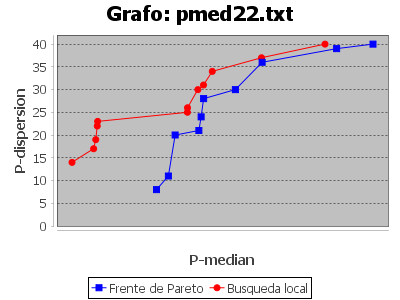 Grafo: pmed22.txt
P-dispersion
40
35
30
25
20
15
10
5
0
P-median
Frente de Pareto
Busqueda local